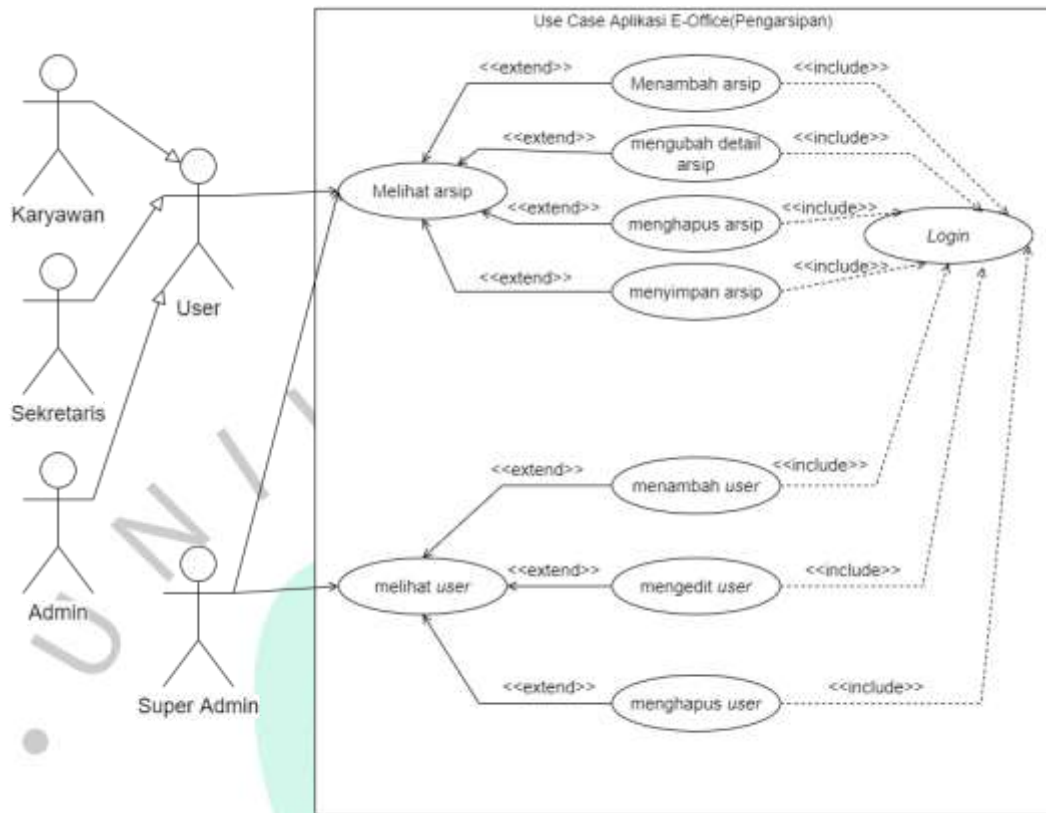 Use Case Aplikasi E-Office(Pengarsipan)
<<extend>>
Menambah arsip
<<include>>
<<extend>>
mengubah detail
arsip
<<include>>
Karyawan
User
Melihat arsip
<<extend>>
menghapus arsip
<<include>>
Login
<<extend>>
menyimpan arsip
<<include>>
Sekretaris
<<extend>>
menambah user
<<include>>
Admin
melihat user
<<extend>>
mengedit user
<<include>>
Super Admin
<<extend>>
menghapus user
<<include>>
U N I